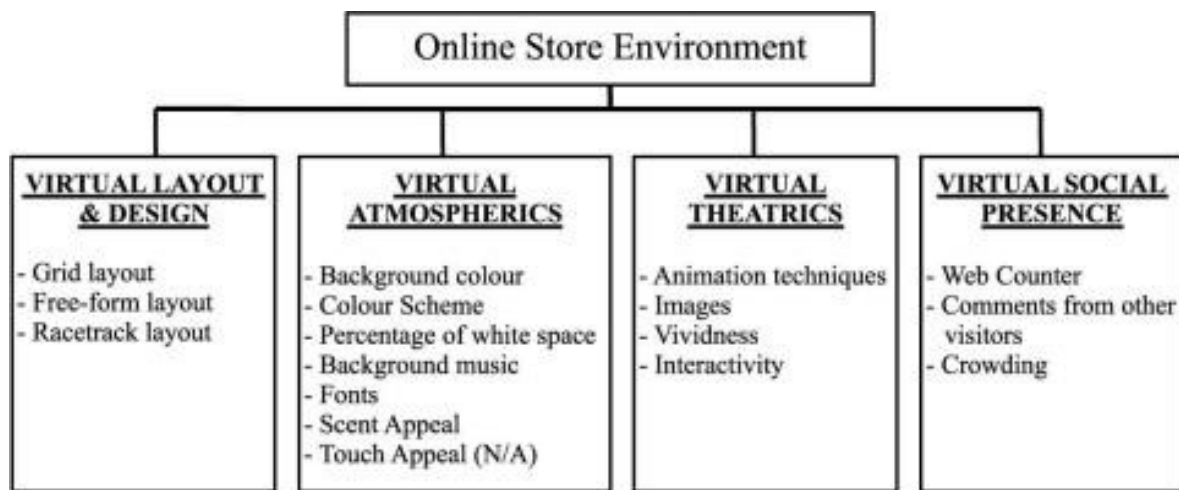 Online Store Environment
VIRTUAL LAYOUT
& DESIGN
- Grid layout
- Free-form layout
- Racetrack layout
VIRTUAL
ATMOSPHERICS
- Background colour
- Colour Scheme
- Percentage of white space
- Background music
- Fonts
- Scent Appeal
- Touch Appeal (N/A)
VIRTUAL
THEATRICS
- Animation techniques
- Images
- Vividness
- Interactivity
VIRTUAL SOCIAL
PRESENCE
- Web Counter
- Comments from other
visitors
- Crowding